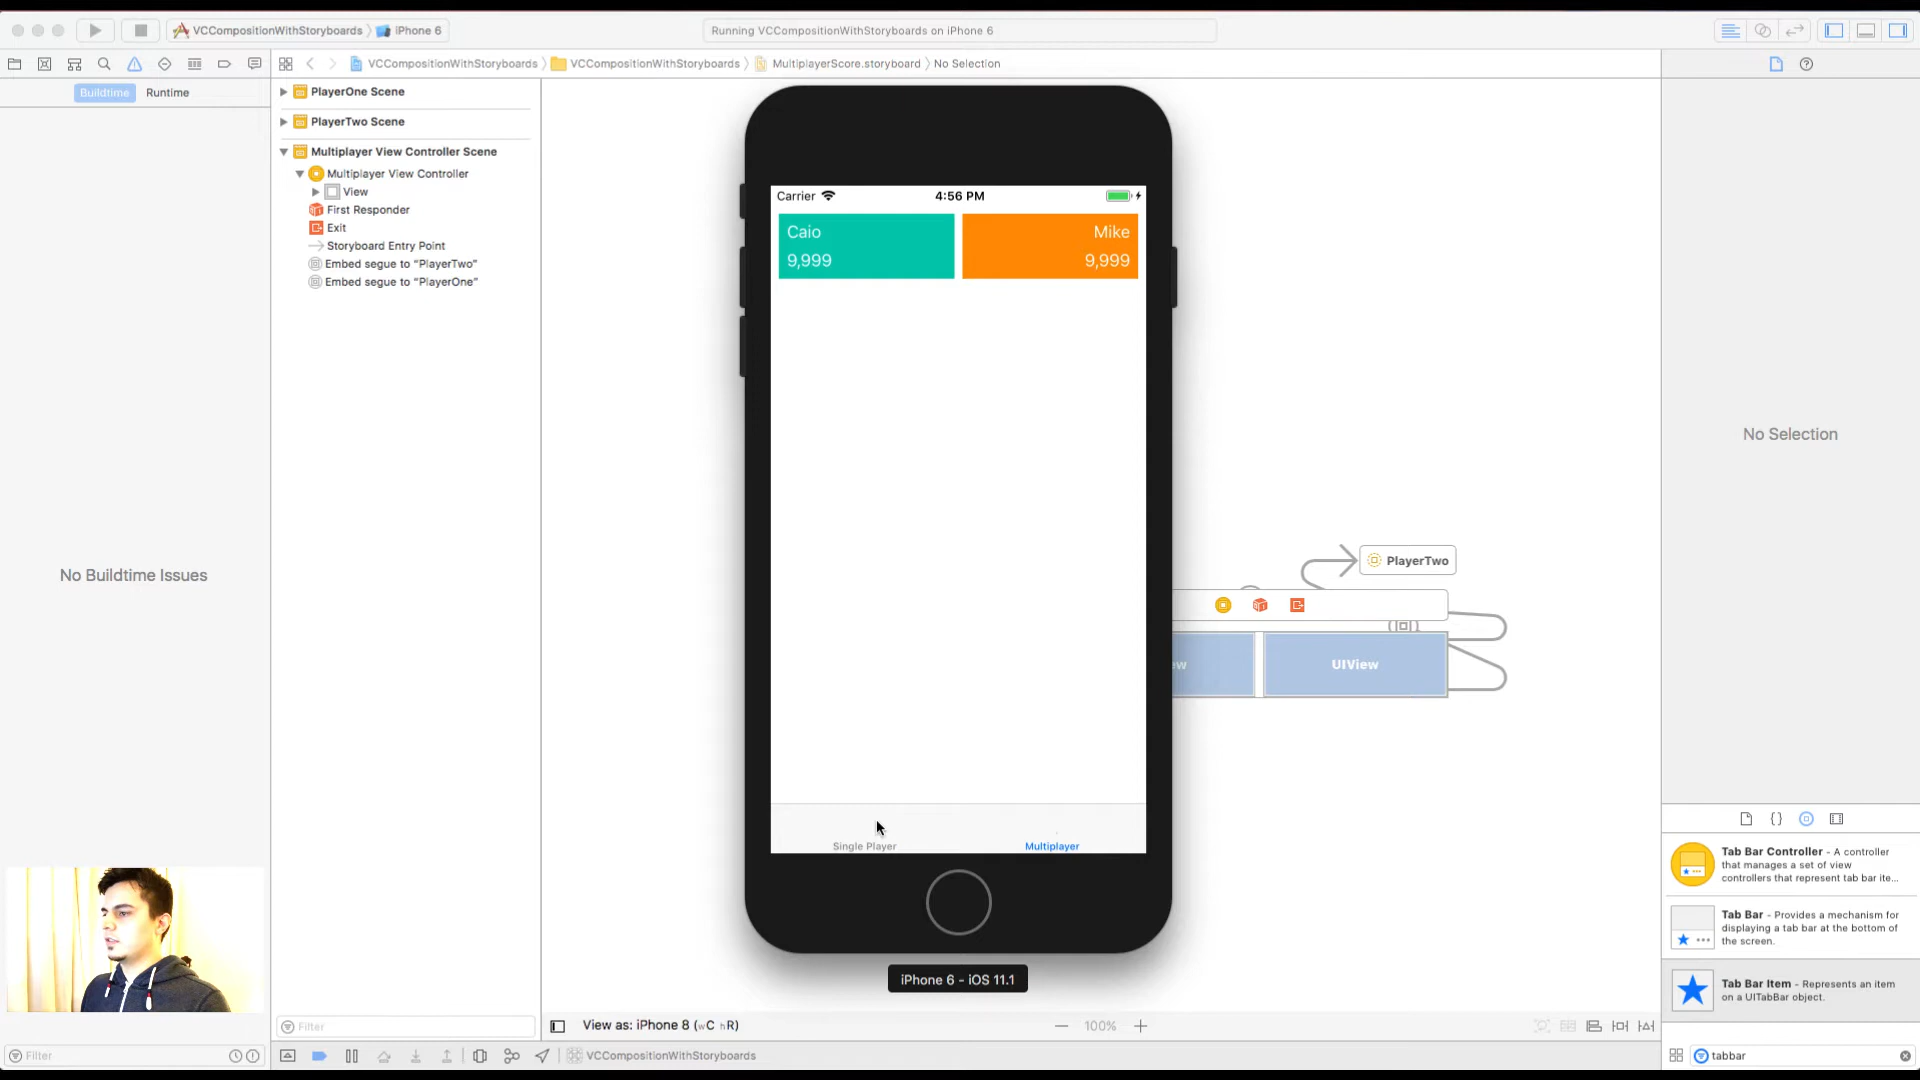 VCCompositionWithStoryboards
iPhone 6
Running VCCompositionWithStoryboards on iPhone 6
VCCompositionWithStoryboards
VCCompositionWithStoryboards
MultiplayerScore.storyboard
No Selection
Buildtime
Runtime
No Buildtime Issues
Filter
PlayerOne Scene
PlayerTwo Scene
Multiplayer View Controller Scene
Multiplayer View Controller
View
First Responder
Exit
Storyboard Entry Point
Embed segue to "PlayerTwo"
Embed segue to "PlayerOne"
Filter
Carrier
4:56 PM
Caio
9,999
Mike
9,999
Single Player
Multiplayer
iPhone 6 - iOS 11.1
PlayerTwo
ew
UIView
View as: iPhone 8 (wC hR)
100%
VCCompositionWithStoryboards
No Selection
{}
Tab Bar Controller - A controller
that manages a set of view
controllers that represent tab bar ite...
Tab Bar - Provides a mechanism for
displaying a tab bar at the bottom of
the screen.
Tab Bar Item - Represents an item
on a UITabBar object.
tabbar